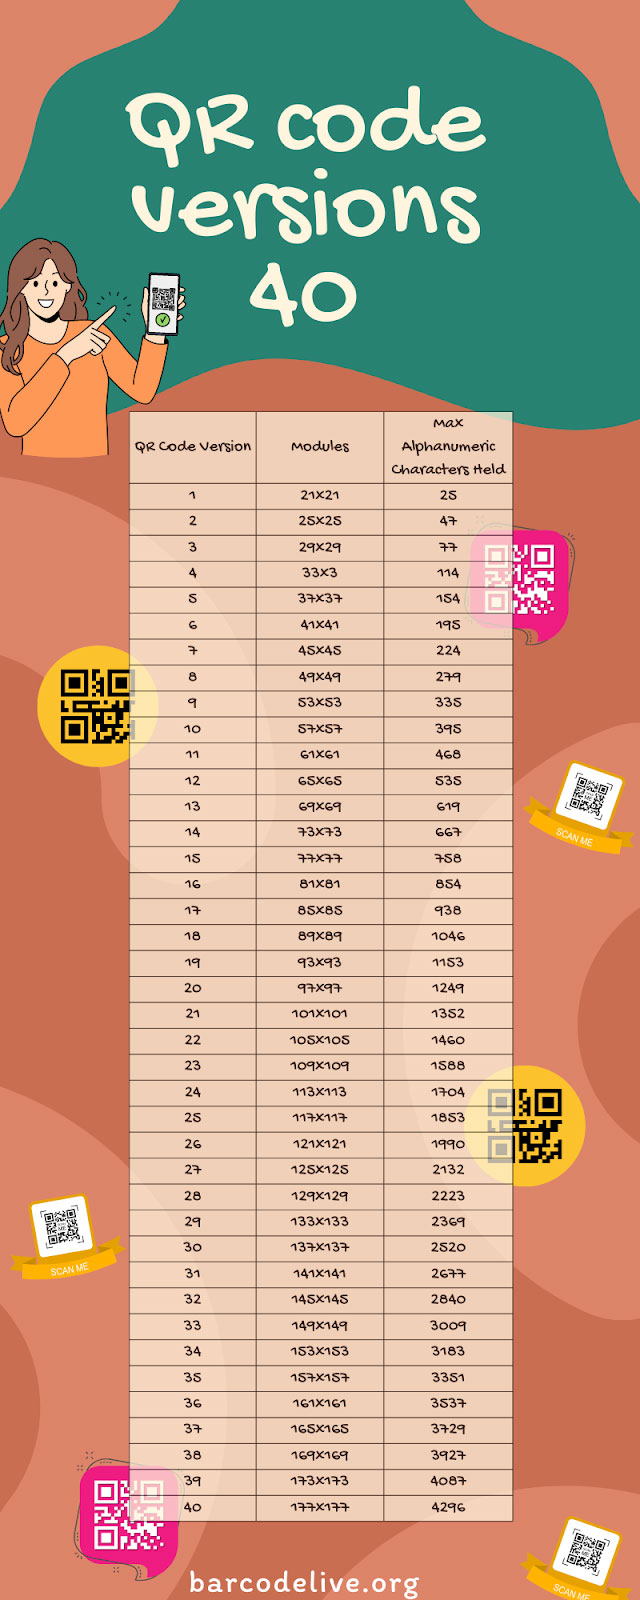 QR code
versions
40
QR Code Version Modules Max Alphanumeric Characters Held
1 21X21 25
2 25X25 47
3 29X29 77
4 33X3 114
5 37X37 154
6 41X41 195
7 45X45 224
8 49X49 279
9 53X53 335
10 57X57 395
11 61X61 468
12 65X65 535
13 69X69 619
14 73X73 667
15 77X77 758
16 81X81 854
17 85X85 938
18 89X89 1046
19 93X93 1153
20 97X97 1249
21 101X101 1352
22 105X105 1460
23 109X109 1588
24 113X113 1704
25 117X117 1853
26 121X121 1990
27 125X125 2132
28 129X129 2223
29 133X133 2369
30 137X137 2520
31 141X141 2677
32 145X145 2840
33 149X149 3009
34 153X153 3183
35 157X157 3351
36 161X161 3537
37 165X165 3729
38 169X169 3927
39 173X173 4087
40 177X177 4296
SCAN ME
SCAN ME
SCAN ME
barcodelive.org